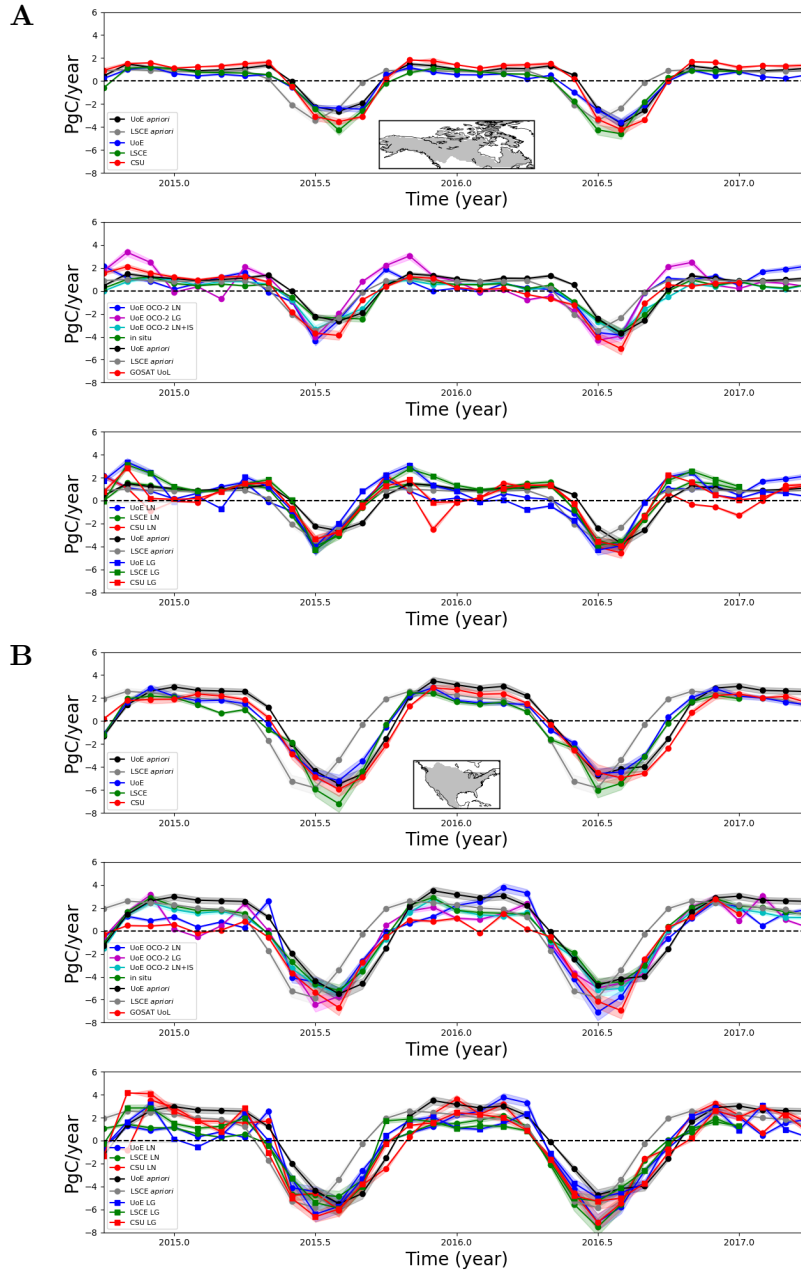 A
PgC/year
6
4
2
0
−2
−4
−6
−8
UoE apriori
LSCE apriori
UoE
LSCE
CSU
2015.0
2015.5
2016.0
2016.5
2017.0
Time (year)
PgC/year
6
4
2
0
−2
−4
−6
−8
UoE OCO-2 LN
UoE OCO-2 LG
UoE OCO-2 LN+IS
in situ
UoE apriori
LSCE apriori
GOSAT UoL
2015.0
2015.5
2016.0
2016.5
2017.0
Time (year)
PgC/year
6
4
2
0
−2
−4
−6
−8
UoE LN
LSCE LN
CSU LN
UoE apriori
LSCE apriori
UoE LG
LSCE LG
CSU LG
2015.0
2015.5
2016.0
2016.5
2017.0
Time (year)
B
PgC/year
6
4
2
0
−2
−4
−6
−8
UoE apriori
LSCE apriori
UoE
LSCE
CSU
2015.0
2015.5
2016.0
2016.5
2017.0
Time (year)
PgC/year
6
4
2
0
−2
−4
−6
−8
UoE OCO-2 LN
UoE OCO-2 LG
UoE OCO-2 LN+IS
in situ
UoE apriori
LSCE apriori
GOSAT UoL
2015.0
2015.5
2016.0
2016.5
2017.0
Time (year)
PgC/year
6
4
2
0
−2
−4
−6
−8
UoE LN
LSCE LN
CSU LN
UoE apriori
LSCE apriori
UoE LG
LSCE LG
CSU LG
2015.0
2015.5
2016.0
2016.5
2017.0
Time (year)